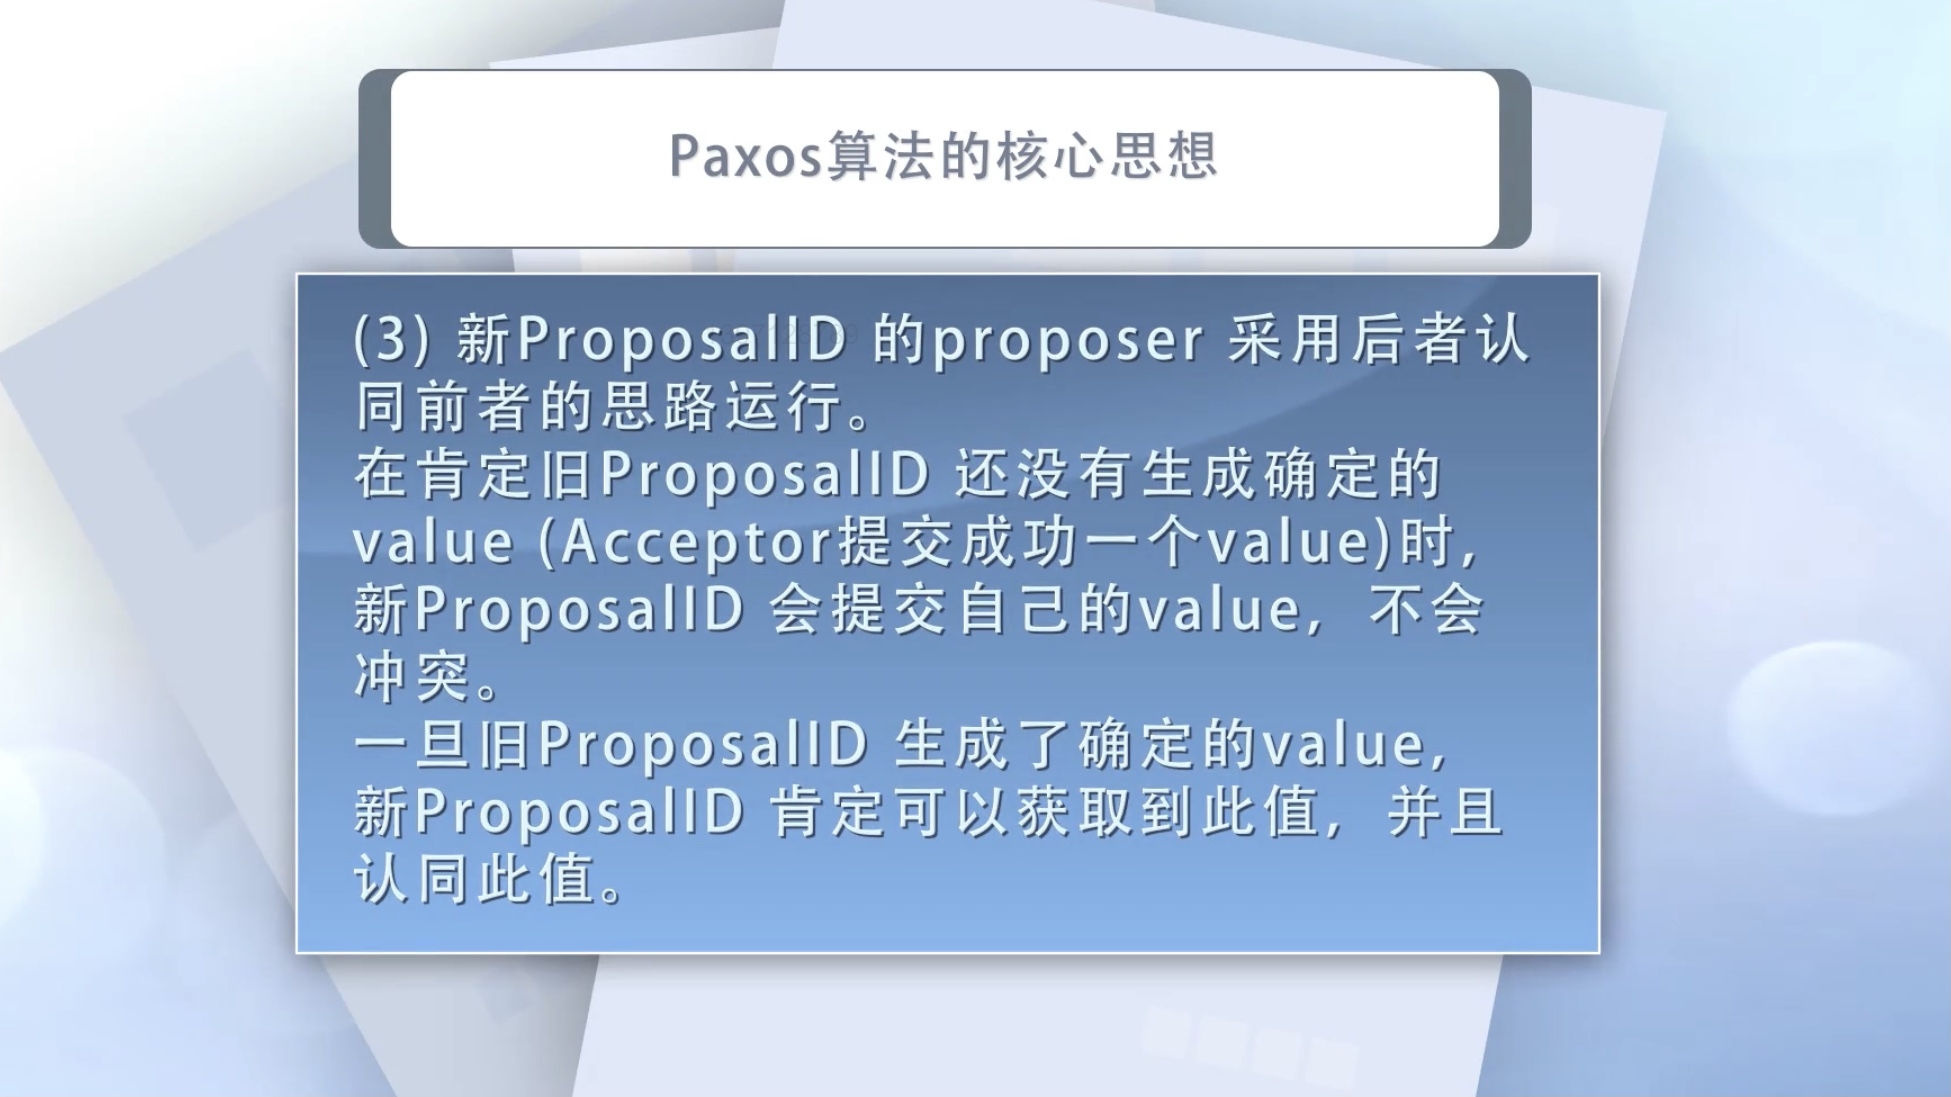 Paxos算法的核心思想
(3) 新ProposalID 的proposer 采用后者认
同前者的思路运行。
在肯定旧ProposalID 还没有生成确定的
value (Acceptor提交成功一个value)时,
新ProposalID 会提交自己的value, 不会
冲突。
一旦旧ProposalID 生成了确定的value,
新ProposalID 肯定可以获取到此值, 并且
认同此值。